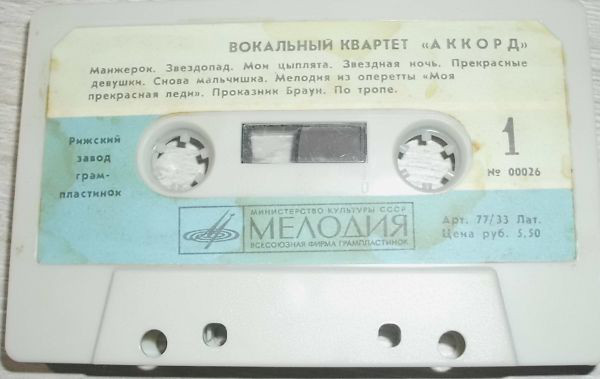 ВОКАЛЬНЫЙ КВАРТЕТ «АККОРД»
Манжерок. Звездопад. Мои цыплята. Звездная ночь. Прекрасные
девушки. Снова мальчишка. Мелодия из оперетты «Моя
прекрасная леди». Проказник Браун. По тропе.
Рижский
завод
грам-
пластинок
1
№ 00026
МИНИСТЕРСТВО КУЛЬТУРЫ СССР
МЕЛОДИЯ
ВСЕСОЮЗНАЯ ФИРМА ГРАМПЛАСТИНОК
Арт. 77/33 Лат.
Цена руб. 5.50